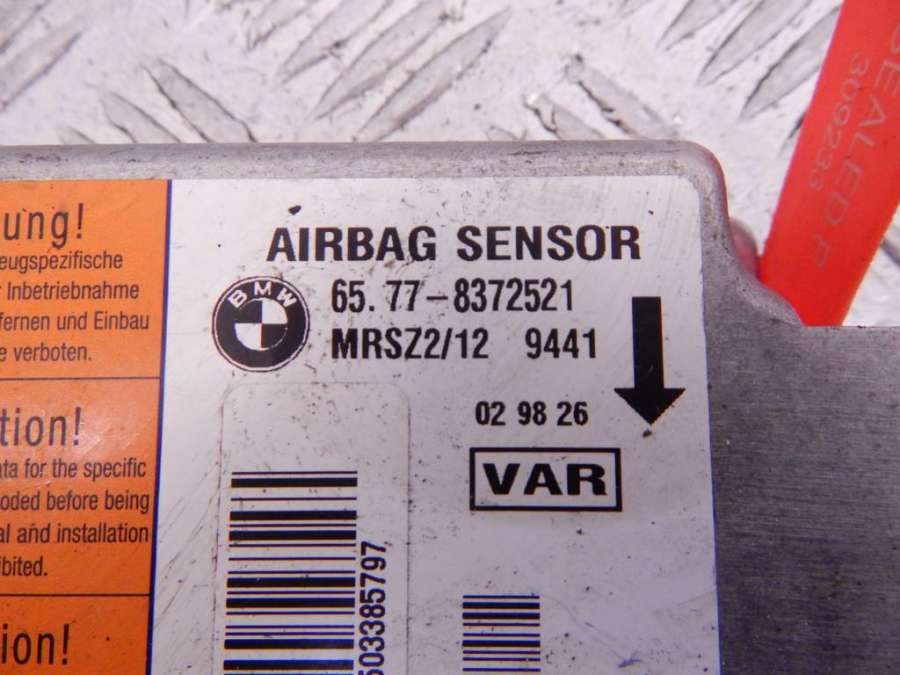 SEALED P
309233
ung!
eugspezifische
r Inbetriebnahme
fernen und Einbau
e verboten.
tion!
ata for the specific
oded before being
al and installation
ibited.
ion!
AIRBAG SENSOR
BMW
65.77-8372521
MRSZ2/12 9441
02 98 26
VAR
503385797